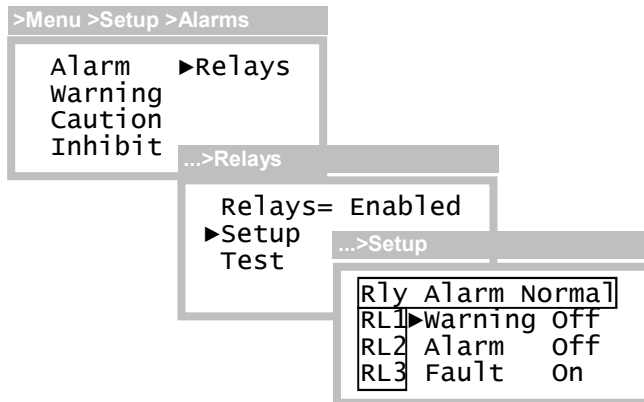 >Menu >Setup >Alarms
Alarm ►Relays
Warning
Caution
Inhibit
...>Relays
Relays= Enabled
►Setup
Test
...>Setup
Rly Alarm Normal
RL1►Warning Off
RL2 Alarm Off
RL3 Fault On